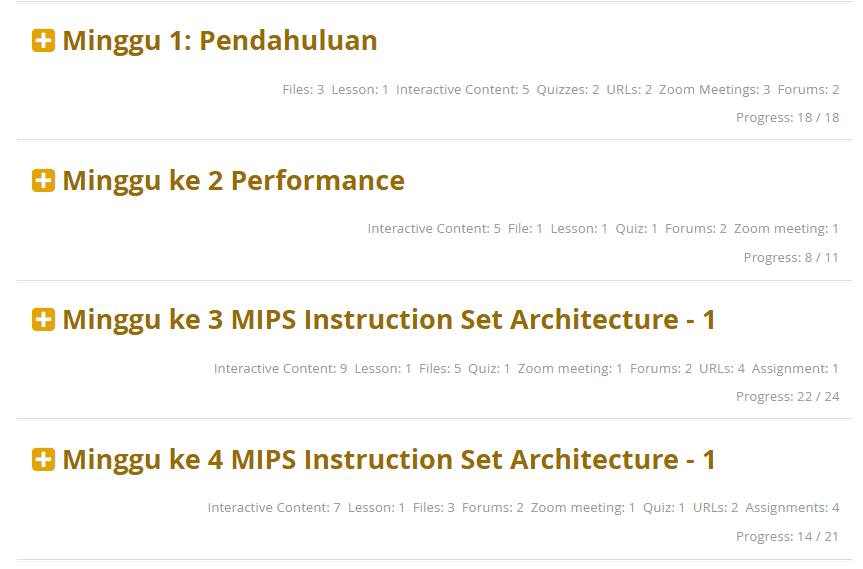 Minggu 1: Pendahuluan
Files: 3 Lesson: 1 Interactive Content: 5 Quizzes: 2 URLs: 2 Zoom Meetings: 3 Forums: 2
Progress: 18 / 18
Minggu ke 2 Performance
Interactive Content: 5 File: 1 Lesson: 1 Quiz: 1 Forums: 2 Zoom meeting: 1
Progress: 8 / 11
Minggu ke 3 MIPS Instruction Set Architecture - 1
Interactive Content: 9 Lesson: 1 Files: 5 Quiz: 1 Zoom meeting: 1 Forums: 2 URLs: 4 Assignment: 1
Progress: 22 / 24
Minggu ke 4 MIPS Instruction Set Architecture - 1
Interactive Content: 7 Lesson: 1 Files: 3 Forums: 2 Zoom meeting: 1 Quiz: 1 URLs: 2 Assignments: 4
Progress: 14 / 21